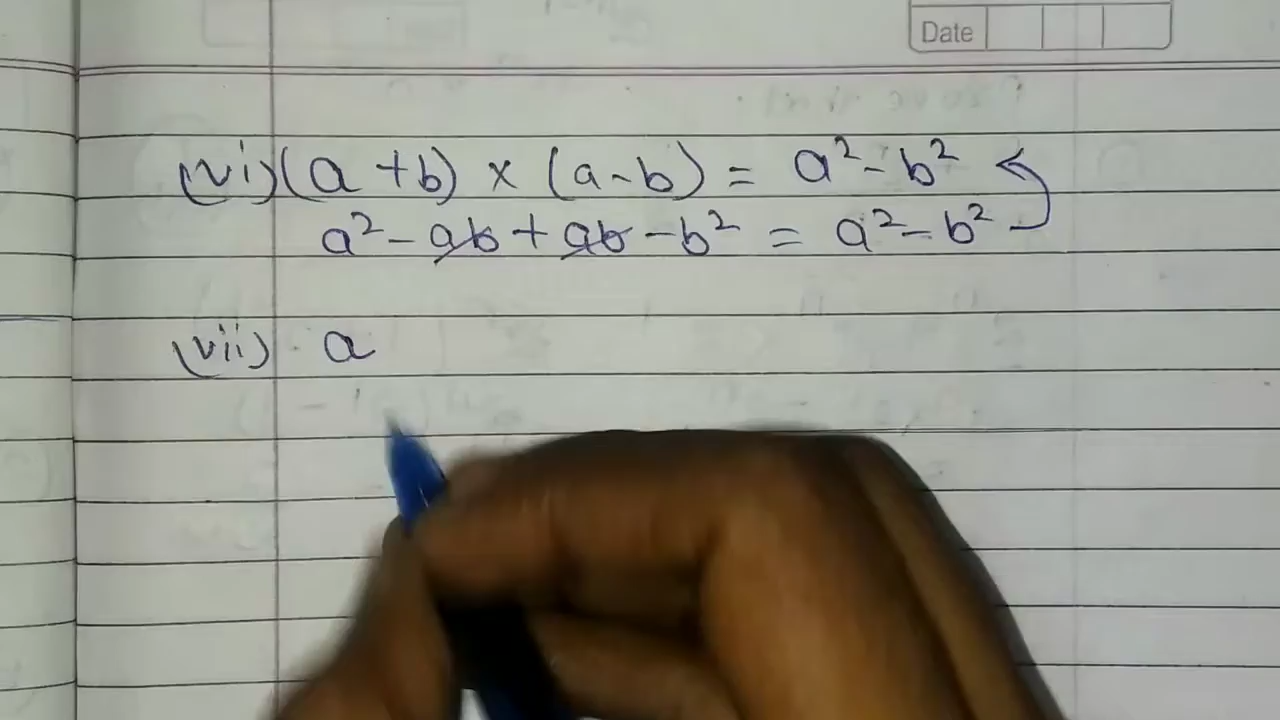 Date
(vi) (a + b) × (a - b) = a² - b²
a² - ab + ab - b² = a² - b²
(vii) a